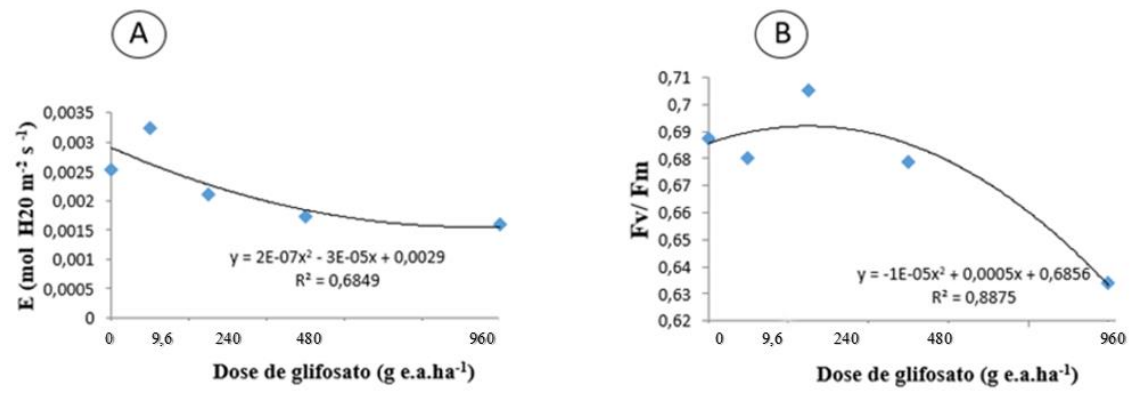 A
E (mol H20 m-2 s-1)
0,0035
0,003
0,0025
0,002
0,0015
0,001
0,0005
0
y = 2E-07x² - 3E-05x + 0,0029
R² = 0,6849
0 9,6 240 480 960
Dose de glifosato (g e.a.ha-1)
B
Fv/ Fm
0,71
0,7
0,69
0,68
0,67
0,66
0,65
0,64
0,63
0,62
y = -1E-05x² + 0,0005x + 0,6856
R² = 0,8875
0 9,6 240 480 960
Dose de glifosato (g e.a.ha-1)